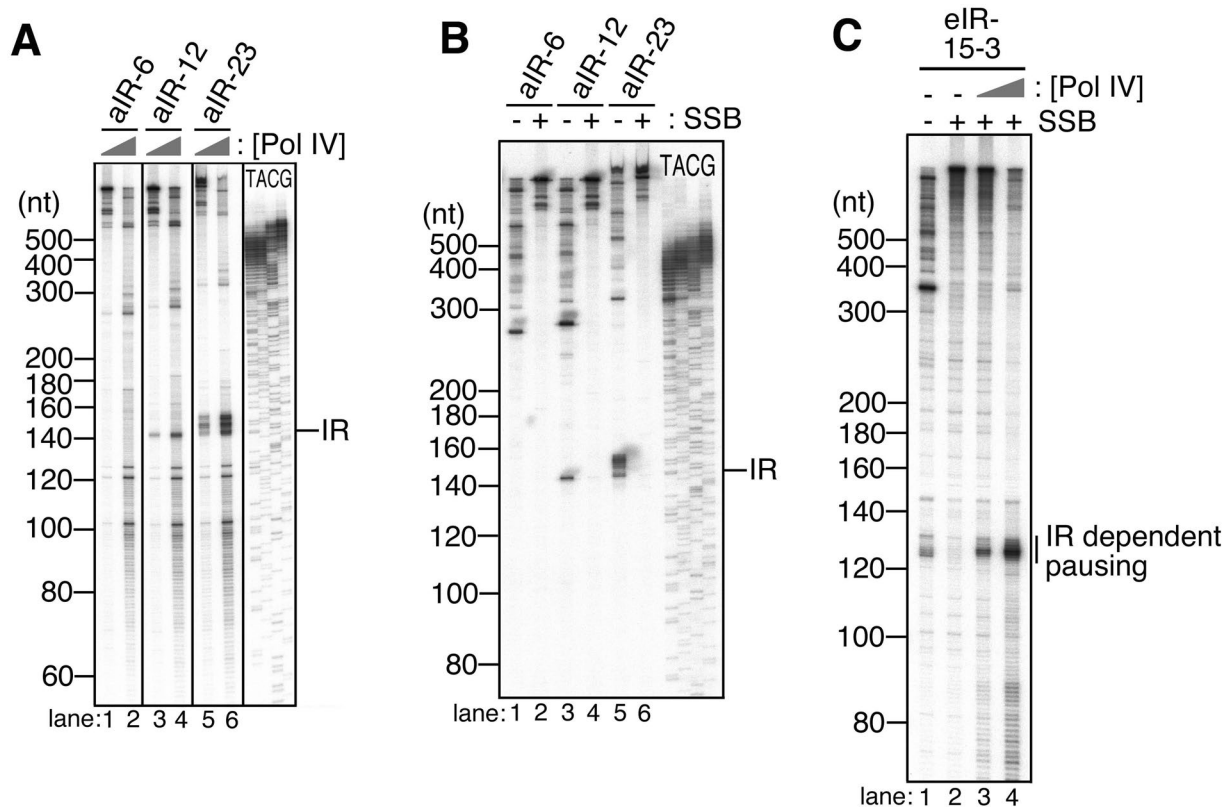 A
aIR-6
aIR-12
aIR-23
: [Pol IV]
TACG
(nt)
500
400
300
200
180
160
140
120
100
80
60
IR
lane: 1 2 3 4 5 6
B
aIR-6
aIR-12
aIR-23
- + - + - + : SSB
TACG
(nt)
500
400
300
200
180
160
140
120
100
80
IR
lane: 1 2 3 4 5 6
C
eIR-
15-3
: [Pol IV]
- -
- + + + SSB
(nt)
500
400
300
200
180
160
140
120
100
80
IR dependent
pausing
lane: 1 2 3 4